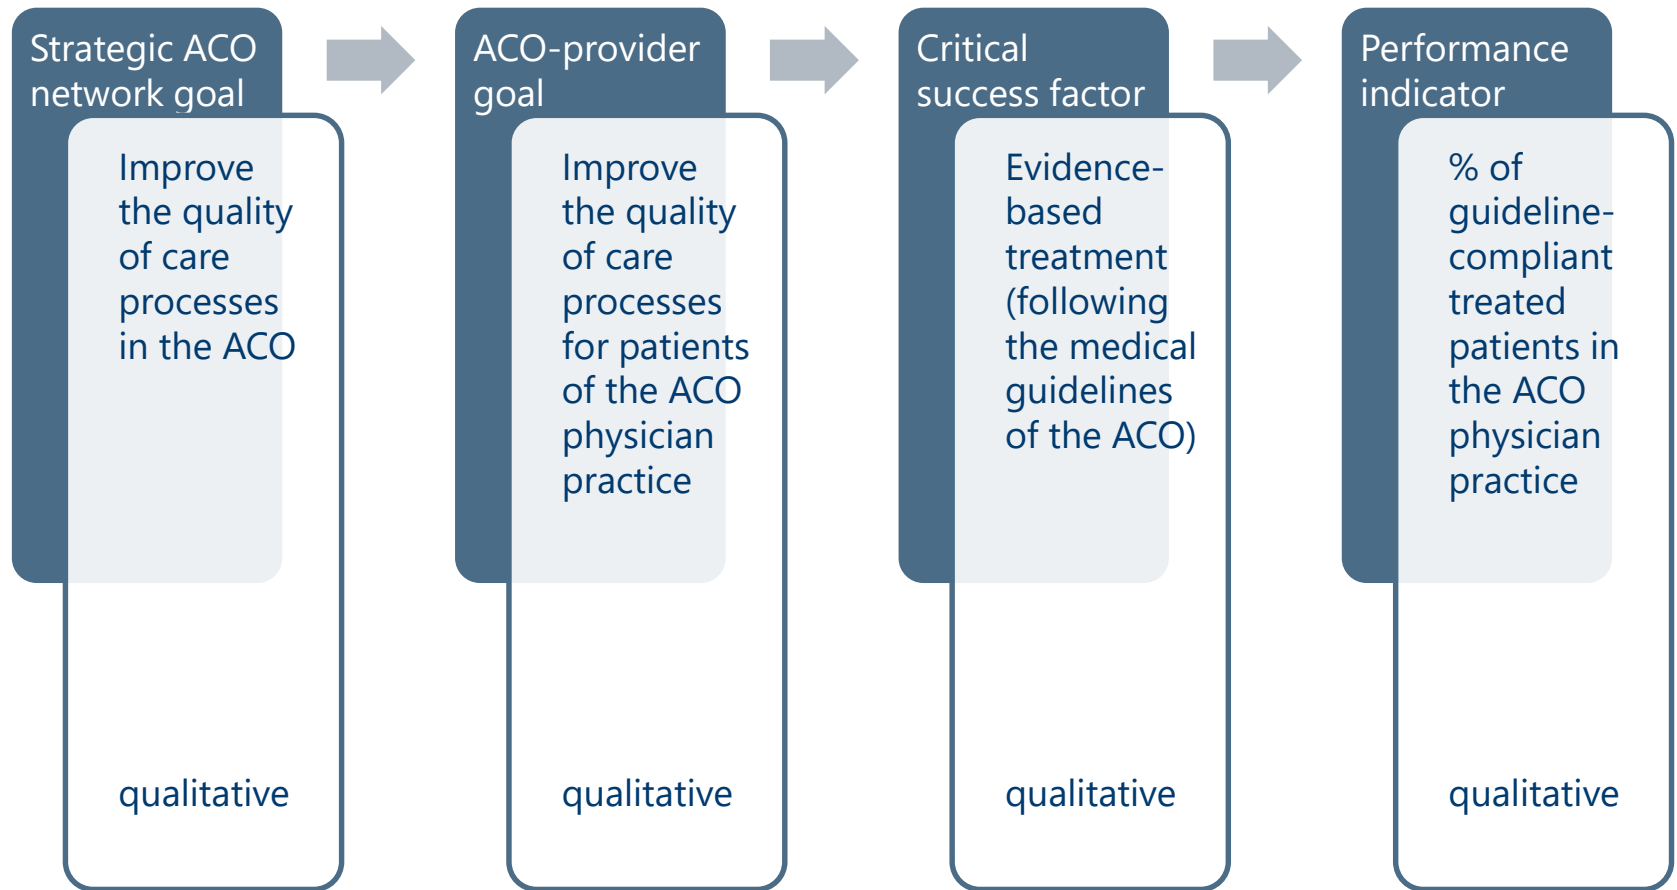 Strategic ACO
network goal
Improve
the quality
of care
processes
in the ACO
qualitative
ACO-provider
goal
Improve
the quality
of care
processes
for patients
of the ACO
physician
practice
qualitative
Critical
success factor
Evidence-
based
treatment
(following
the medical
guidelines
of the ACO)
qualitative
Performance
indicator
% of
guideline-
compliant
treated
patients in
the ACO
physician
practice
qualitative